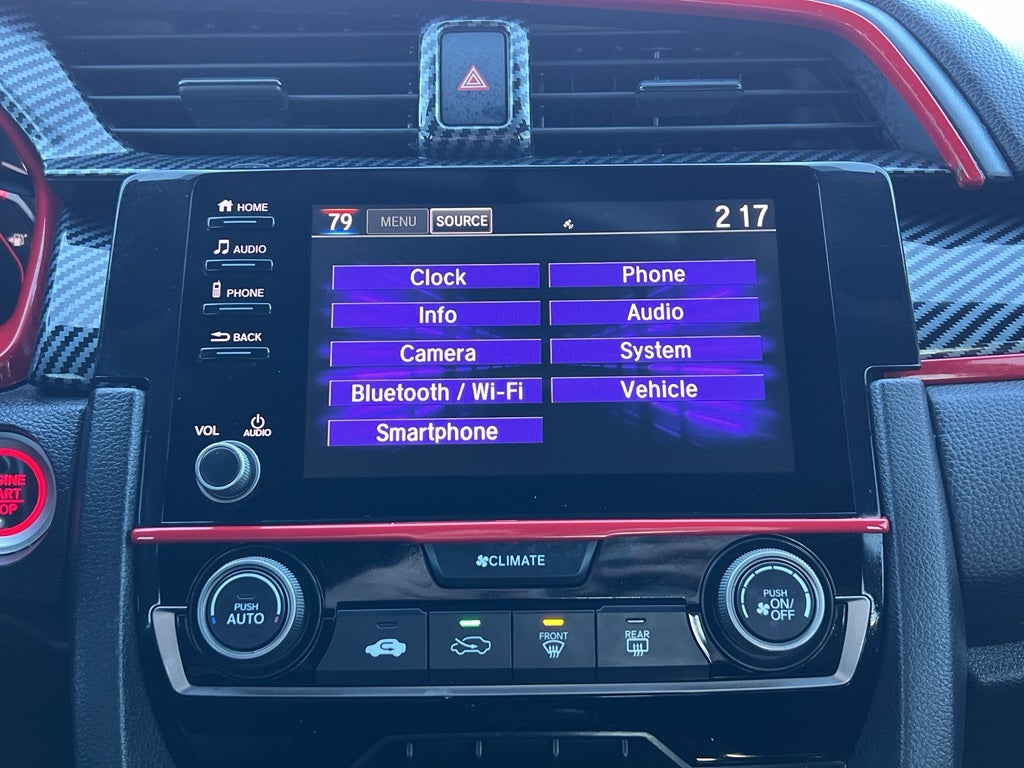 HOME
AUDIO
PHONE
BACK
VOL
AUDIO
79 MENU SOURCE 2 17
Clock Phone
Info Audio
Camera System
Bluetooth / Wi-Fi Vehicle
Smartphone
CLIMATE
PUSH
AUTO
FRONT
REAR
PUSH
ON/
OFF